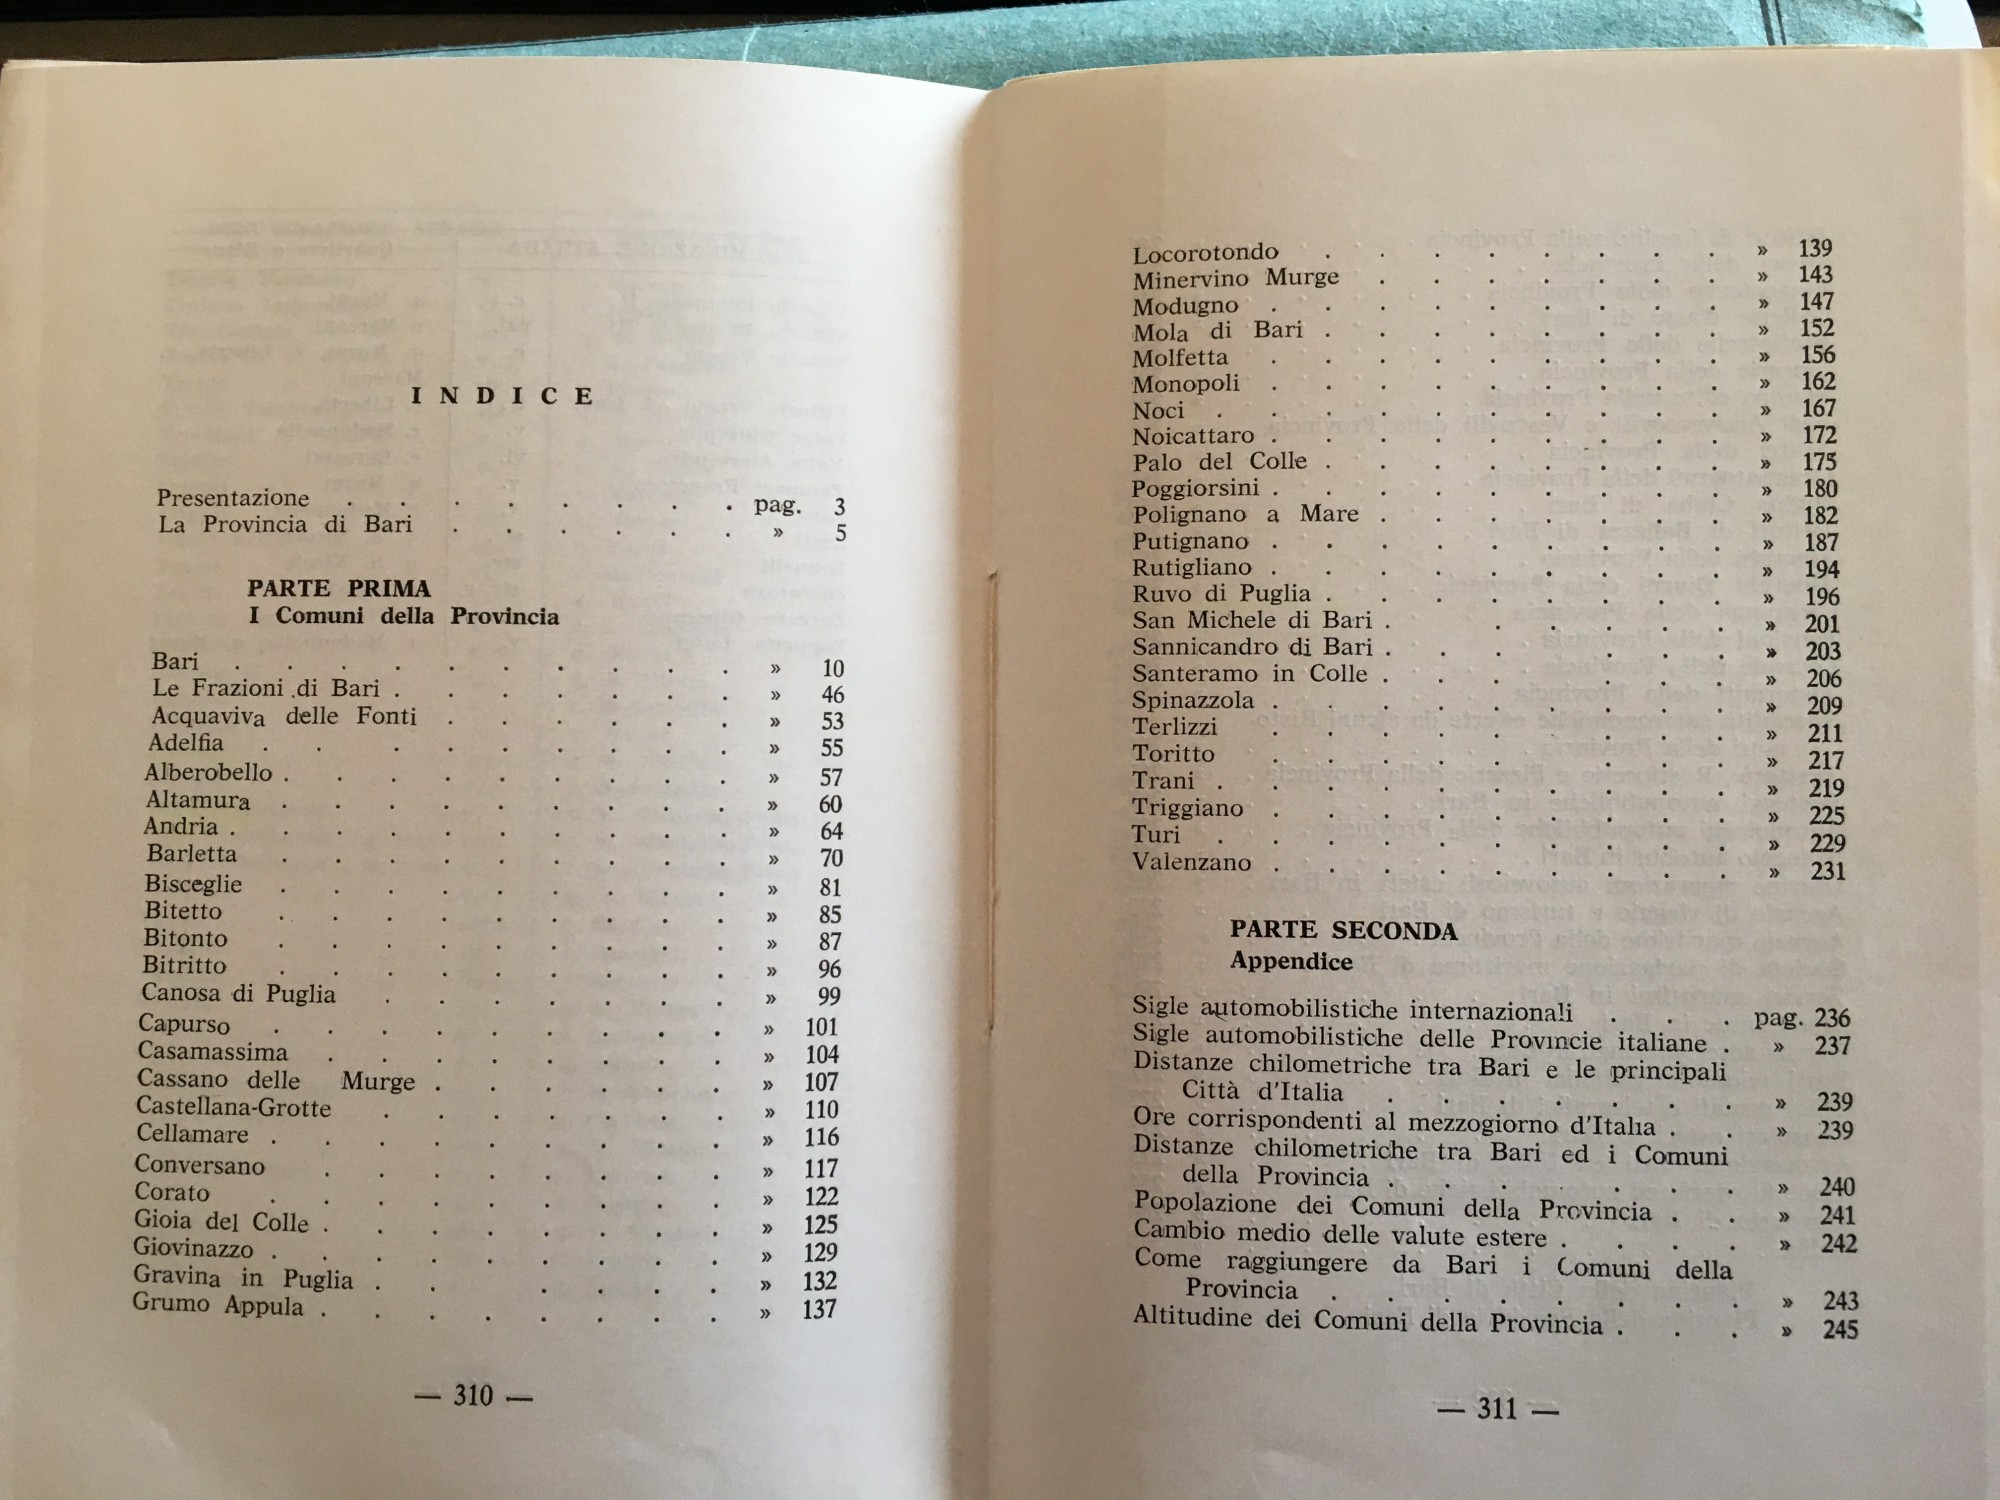 INDICE
Presentazione . . . . . . . . pag. 3
La Provincia di Bari . . . . . . » 5
PARTE PRIMA
I Comuni della Provincia
Bari . . . . . . . . . . » 10
Le Frazioni di Bari . . . . . . . » 46
Acquaviva delle Fonti . . . . . . » 53
Adelfia . . . . . . . . . » 55
Alberobello . . . . . . . . . » 57
Altamura . . . . . . . . . » 60
Andria . . . . . . . . . . » 64
Barletta . . . . . . . . . » 70
Bisceglie . . . . . . . . . » 81
Bitetto . . . . . . . . . » 85
Bitonto . . . . . . . . . » 87
Bitritto . . . . . . . . . » 96
Canosa di Puglia . . . . . . . » 99
Capurso . . . . . . . . . » 101
Casamassima . . . . . . . . » 104
Cassano delle Murge . . . . . . » 107
Castellana-Grotte . . . . . . . » 110
Cellamare . . . . . . . . . » 116
Conversano . . . . . . . . » 117
Corato . . . . . . . . . » 122
Gioia del Colle . . . . . . . . » 125
Giovinazzo . . . . . . . . . » 129
Gravina in Puglia . . . . . . » 132
Grumo Appula . . . . . . . . » 137
— 310 —
Locorotondo . . . . . . . . » 139
Minervino Murge . . . . . . . » 143
Modugno . . . . . . . . . » 147
Mola di Bari . . . . . . . . » 152
Molfetta . . . . . . . . . » 156
Monopoli . . . . . . . . . » 162
Noci . . . . . . . . . . » 167
Noicattaro . . . . . . . . . » 172
Palo del Colle . . . . . . . . » 175
Poggiorsini . . . . . . . . . » 180
Polignano a Mare . . . . . . . » 182
Putignano . . . . . . . . . » 187
Rutigliano . . . . . . . . . » 194
Ruvo di Puglia . . . . . . . . » 196
San Michele di Bari . . . . . . » 201
Sannicandro di Bari . . . . . . » 203
Santeramo in Colle . . . . . . » 206
Spinazzola . . . . . . . . . » 209
Terlizzi . . . . . . . . . » 211
Toritto . . . . . . . . » 217
Trani . . . . . . . . . . » 219
Triggiano . . . . . . . . . » 225
Turi . . . . . . . . . . » 229
Valenzano . . . . . . . . . » 231
PARTE SECONDA
Appendice
Sigle automobilistiche internazionali . . . pag. 236
Sigle automobilistiche delle Provincie italiane . » 237
Distanze chilometriche tra Bari e le principali
Città d'Italia . . . . . . . » 239
Ore corrispondenti al mezzogiorno d'Italia . . » 239
Distanze chilometriche tra Bari ed i Comuni
della Provincia . . . . . . . » 240
Popolazione dei Comuni della Provincia . . » 241
Cambio medio delle valute estere . . . . » 242
Come raggiungere da Bari i Comuni della
Provincia . . . . . . . . » 243
Altitudine dei Comuni della Provincia . . . » 245
— 311 —